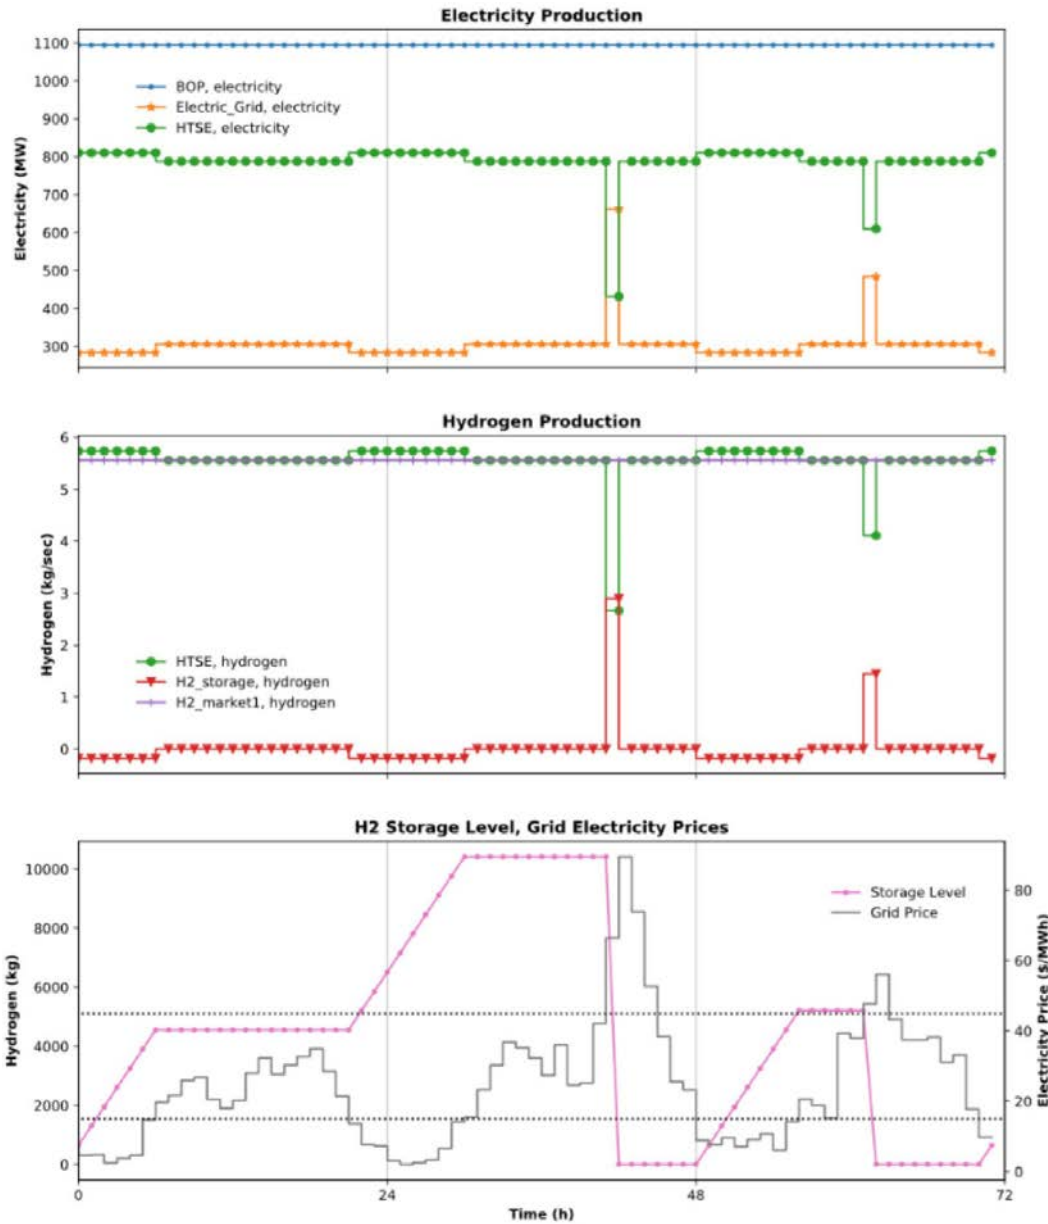 Electricity Production
1100
1000
900
800
700
600
500
400
300
Electricity (MW)
BOP, electricity
Electric_Grid, electricity
HTSE, electricity
Hydrogen Production
6
5
4
3
2
1
0
Hydrogen (kg/sec)
HTSE, hydrogen
H2_storage, hydrogen
H2_market1, hydrogen
H2 Storage Level, Grid Electricity Prices
10000
8000
6000
4000
2000
0
Hydrogen (kg)
Storage Level
Grid Price
80
60
40
20
0
Electricity Price ($/MWh)
0
24
48
72
Time (h)